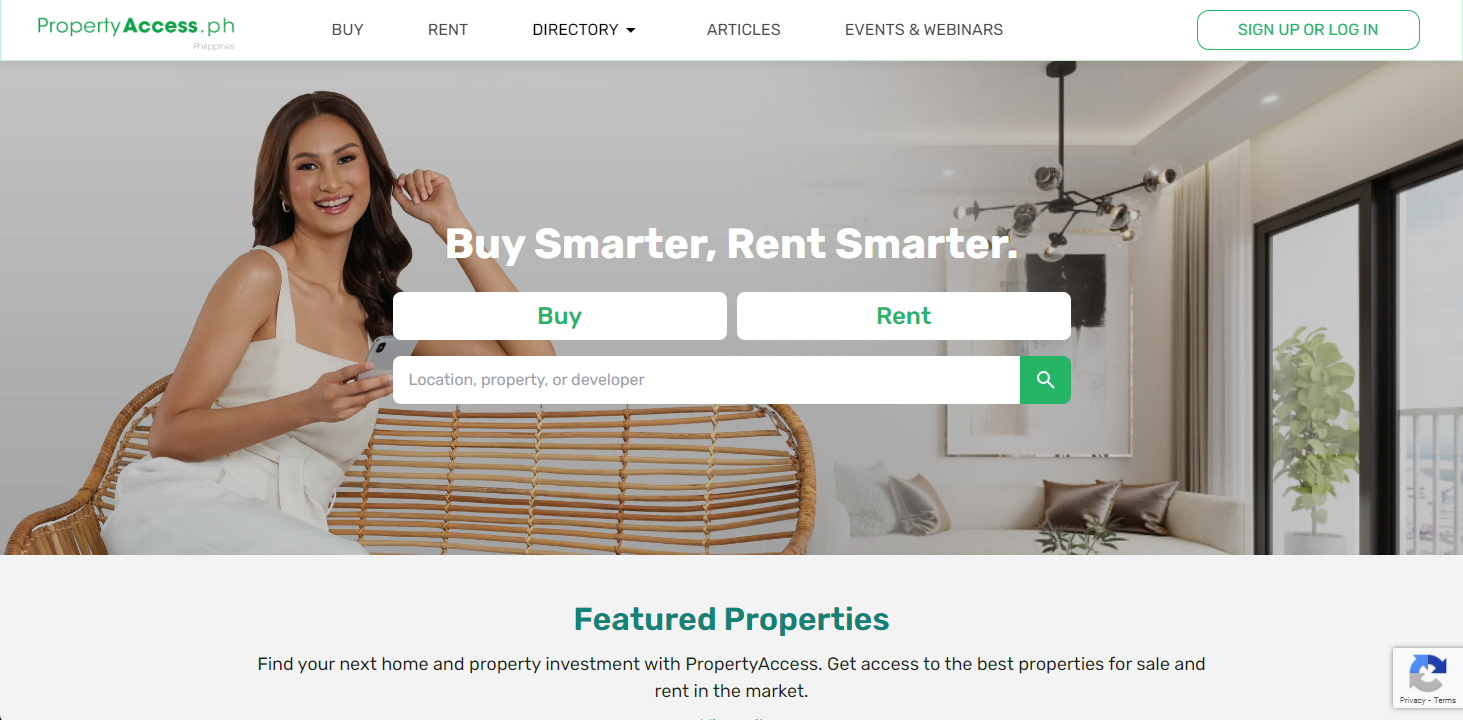 PropertyAccess.ph
Philippines
BUY
RENT
DIRECTORY
ARTICLES
EVENTS & WEBINARS
SIGN UP OR LOG IN
Buy Smarter, Rent Smarter.
Buy
Rent
Location, property, or developer
Featured Properties
Find your next home and property investment with PropertyAccess. Get access to the best properties for sale and
rent in the market.
Privacy - Terms